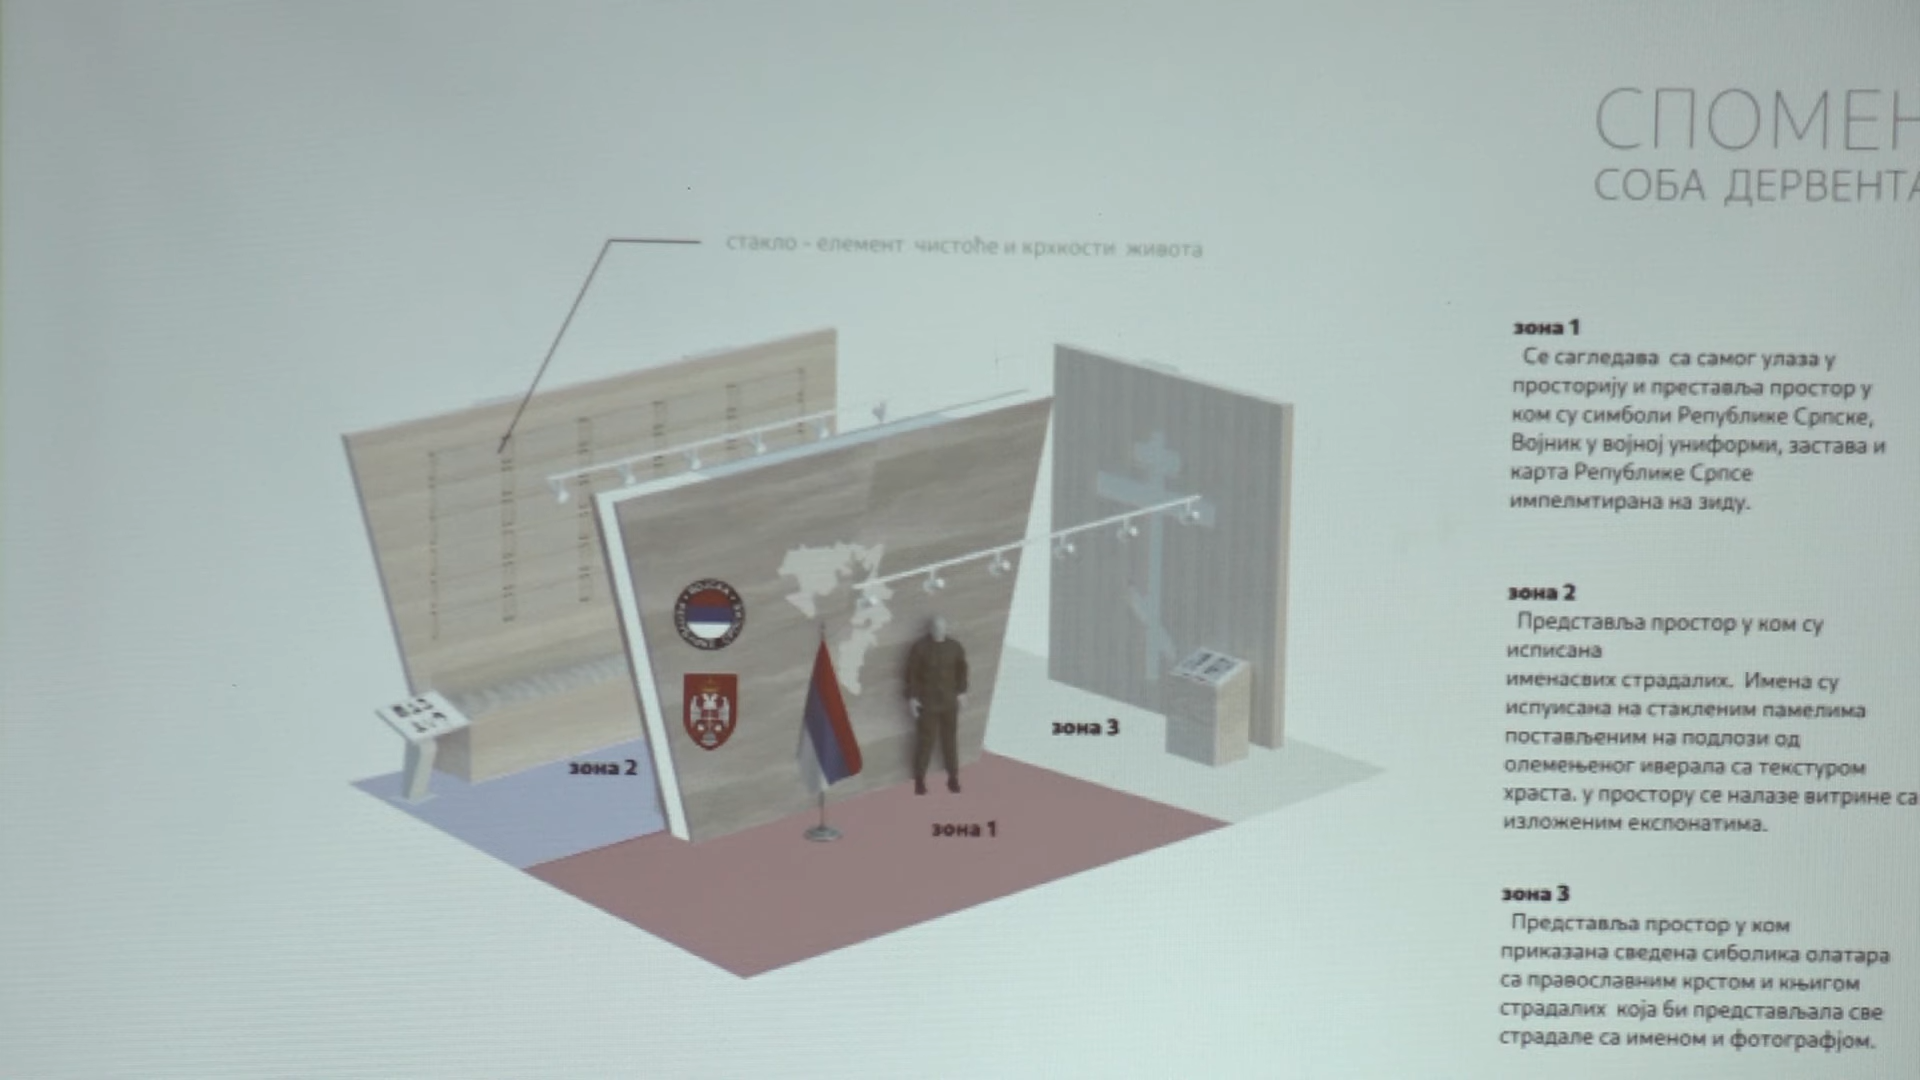 СПОМЕН
СОБА ДЕРВЕНТА
стакло - елемент чистоће и крхкости живота
зона 1
Се сагледава са самог улаза у
просторију и преставља простор у
ком су симболи Републике Српске,
Војник у војној униформи, застава и
карта Републике Српсе
импелмтирана на зиду.
зона 2
Представља простор у ком су
исписана
именасвих страдалих. Имена су
испуисана на стакленим памелима
постављеним на подлози од
олемењеног иверала са текстуром
храста. у простору се налазе витрине са
изложеним експонатима.
зона 3
Представља простор у ком
приказана сведена сиболика олатара
са православним крстом и књигом
страдалих која би представљала све
страдале са именом и фотографјом.
зона 3
зона 2
зона 1